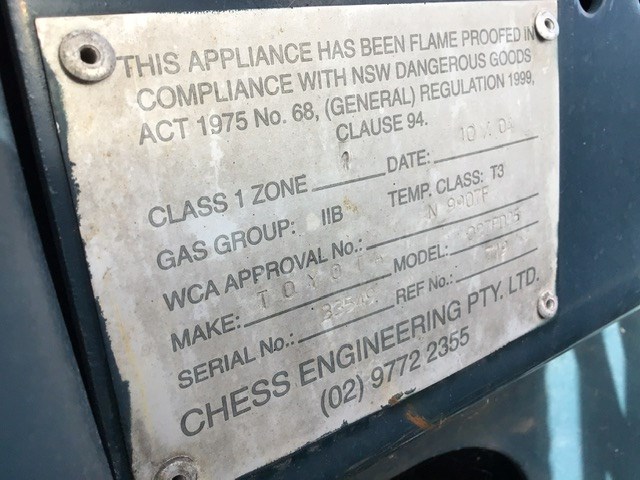 THIS APPLIANCE HAS BEEN FLAME PROOFED IN
COMPLIANCE WITH NSW DANGEROUS GOODS
ACT 1975 No. 68, (GENERAL) REGULATION 1999,
CLAUSE 94.
CLASS 1 ZONE 1 DATE:
GAS GROUP: IIB TEMP. CLASS: T3
WCA APPROVAL No.:
MAKE: TOYOTA MODEL:
SERIAL No.: REF No.:
CHESS ENGINEERING PTY. LTD.
(02) 9772 2355